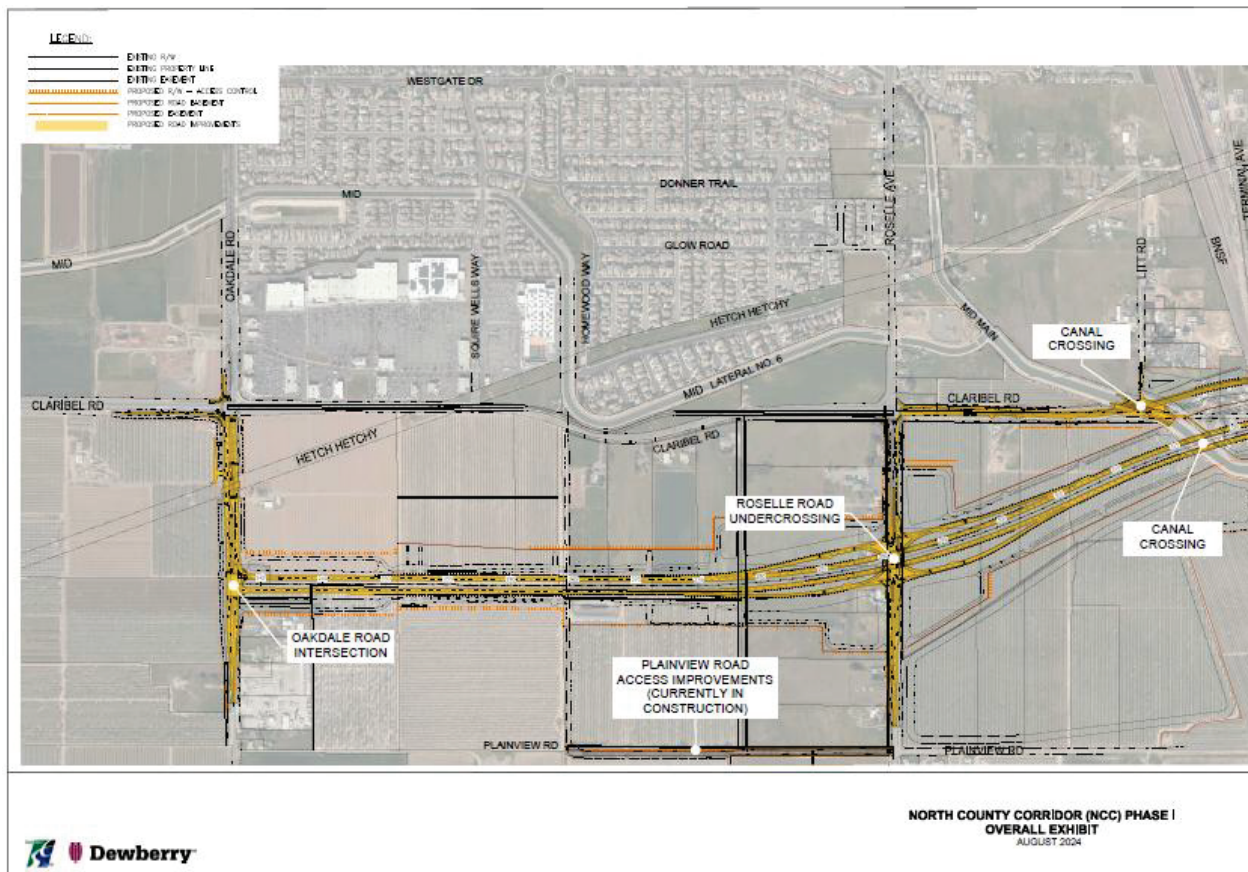 LEGEND:
EXISTING R/W
EXISTING PROPERTY LINE
EXISTING EASEMENT
PROPOSED R/W - ACCESS CONTROL
PROPOSED ROAD EASEMENT
PROPOSED EASEMENT
PROPOSED ROAD IMPROVEMENTS
WESTGATE DR
MID
DONNER TRAIL
GLOW ROAD
ROSELLE AVE
OAKDALE RD
MID
SQUIRE WELLS WAY
HOMEWOOD WAY
HETCH HETCHY
MID LATERAL NO. 6
MID MAIN
LITT RD
BNSF
TERMINAL AVE
CANAL
CROSSING
CLARIBEL RD
CLARIBEL RD
CLARIBEL RD
HETCH HETCHY
ROSELLE ROAD
UNDERCROSSING
CANAL
CROSSING
OAKDALE ROAD
INTERSECTION
PLAINVIEW ROAD
ACCESS IMPROVEMENTS
(CURRENTLY IN
CONSTRUCTION)
PLAINVIEW RD
PLAINVIEW RD
Dewberry
NORTH COUNTY CORRIDOR (NCC) PHASE I
OVERALL EXHIBIT
AUGUST 2024